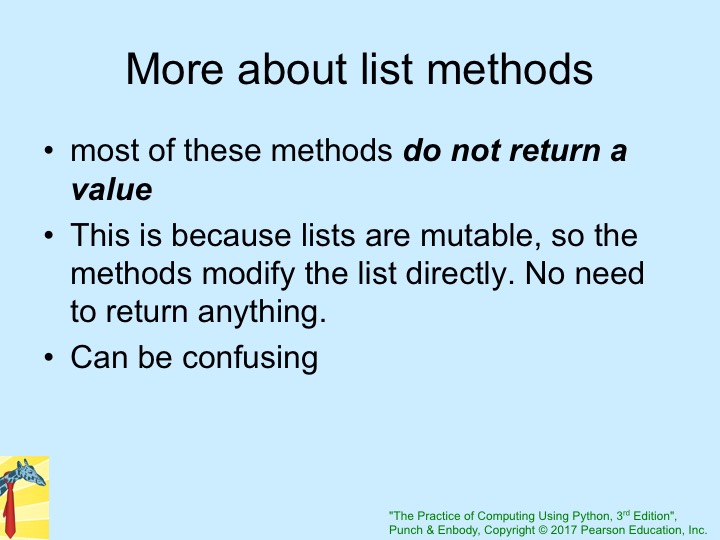 More about list methods
• most of these methods do not return a
value
• This is because lists are mutable, so the
methods modify the list directly. No need
to return anything.
• Can be confusing
"The Practice of Computing Using Python, 3rd Edition",
Punch & Enbody, Copyright © 2017 Pearson Education, Inc.